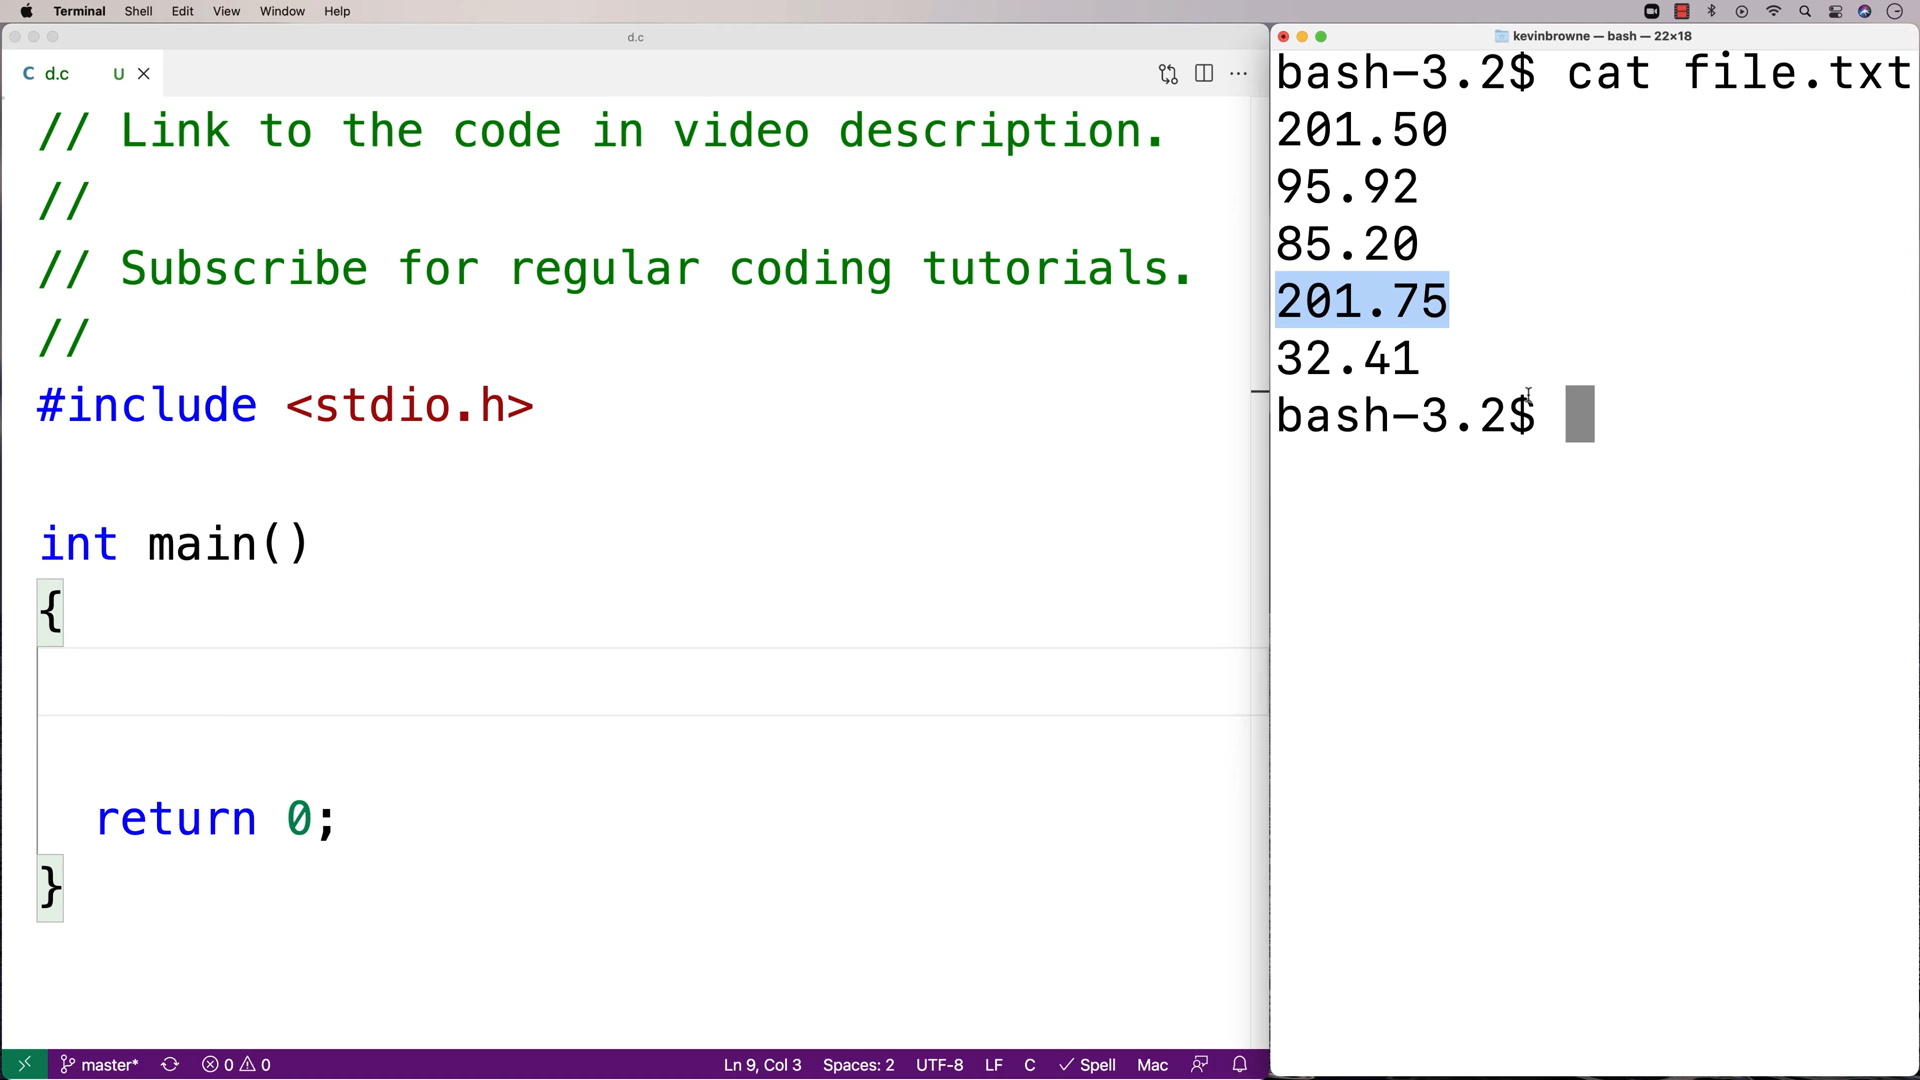 Terminal Shell Edit View Window Help
d.c
kevinbrowne — bash — 22×18
C d.c U
// Link to the code in video description.
//
// Subscribe for regular coding tutorials.
//
#include <stdio.h>
int main()
{
return 0;
}
bash-3.2$ cat file.txt
201.50
95.92
85.20
201.75
32.41
bash-3.2$
master* 0 0 Ln 9, Col 3 Spaces: 2 UTF-8 LF C Spell Mac